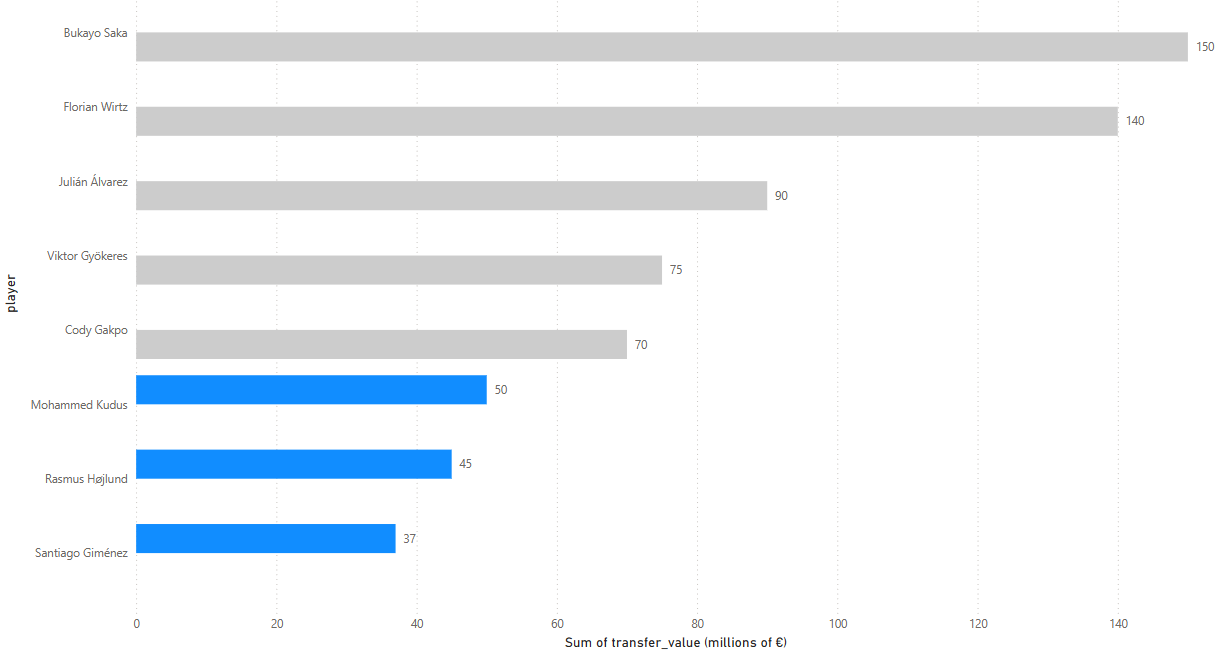 Bukayo Saka
150
Florian Wirtz
140
Julián Álvarez
90
Viktor Gyökeres
75
player
Cody Gakpo
70
Mohammed Kudus
50
Rasmus Højlund
45
Santiago Giménez
37
0 20 40 60 80 100 120 140
Sum of transfer_value (millions of €)